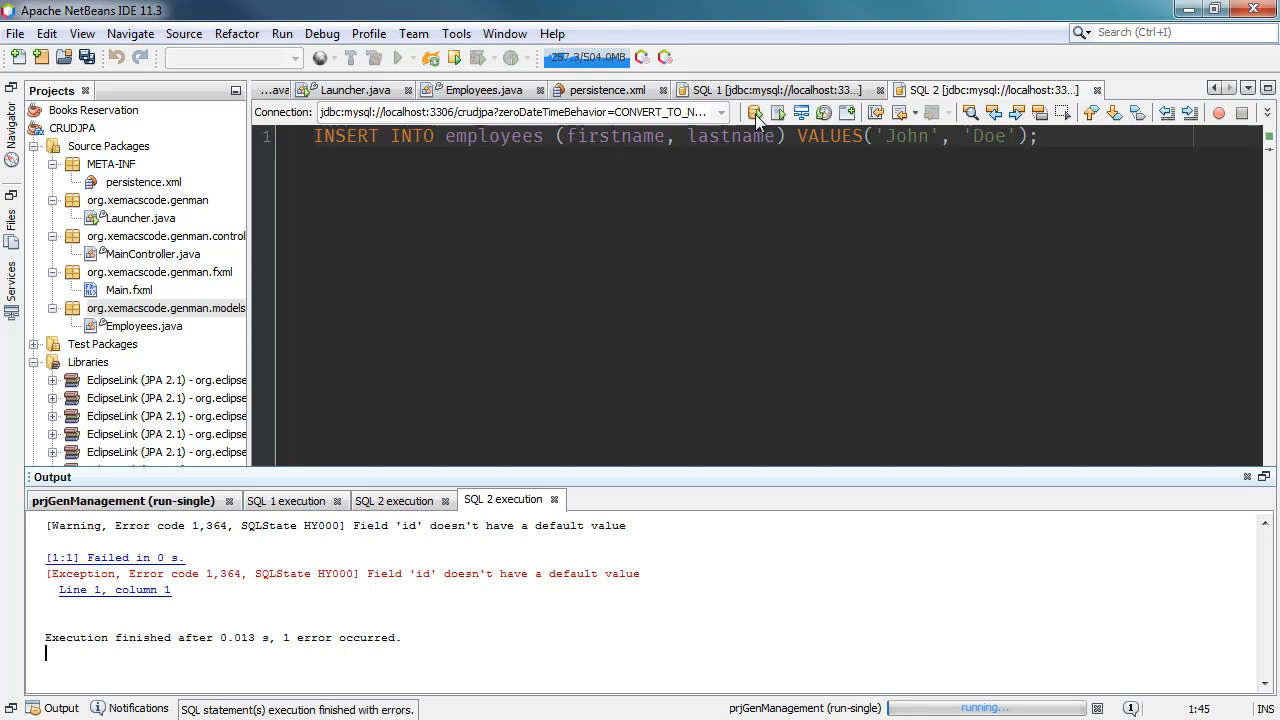 Apache NetBeans IDE 11.3
File Edit View Navigate Source Refactor Run Debug Profile Team Tools Window Help
Search (Ctrl+I)
257.3/504.0MB
Projects
...ava Launcher.java Employees.java persistence.xml SQL 1 [jdbc:mysql://localhost:33...] SQL 2 [jdbc:mysql://localhost:33...]
Connection: jdbc:mysql://localhost:3306/crudjpa?zeroDateTimeBehavior=CONVERT_TO_N...
1 INSERT INTO employees (firstname, lastname) VALUES('John', 'Doe');
Navigator
Files
Services
Books Reservation
CRUDJPA
Source Packages
META-INF
persistence.xml
org.xemacscode.genman
Launcher.java
org.xemacscode.genman.control
MainController.java
org.xemacscode.genman.fxml
Main.fxml
org.xemacscode.genman.models
Employees.java
Test Packages
Libraries
EclipseLink (JPA 2.1) - org.eclipse
EclipseLink (JPA 2.1) - org.eclipse
EclipseLink (JPA 2.1) - org.eclipse
EclipseLink (JPA 2.1) - org.eclipse
EclipseLink (JPA 2.1) - org.eclipse
Output
prjGenManagement (run-single) SQL 1 execution SQL 2 execution SQL 2 execution
[Warning, Error code 1,364, SQLState HY000] Field 'id' doesn't have a default value
[1:1] Failed in 0 s.
[Exception, Error code 1,364, SQLState HY000] Field 'id' doesn't have a default value
Line 1, column 1
Execution finished after 0.013 s, 1 error occurred.
Output Notifications SQL statement(s) execution finished with errors. prjGenManagement (run-single) running... 1:45 INS